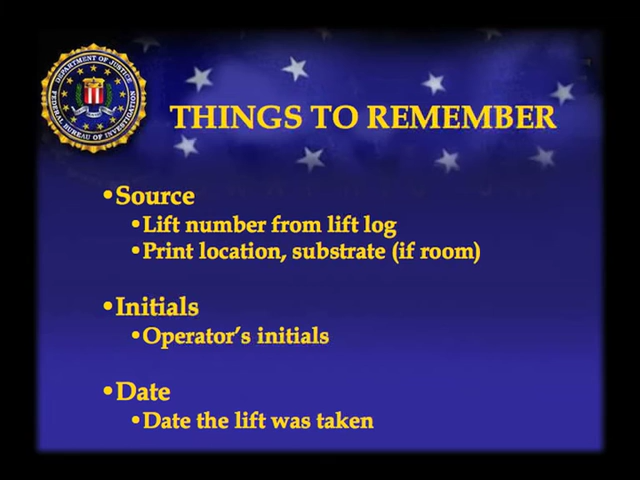 DEPARTMENT OF JUSTICE
FEDERAL BUREAU OF INVESTIGATION
THINGS TO REMEMBER
•Source
•Lift number from lift log
•Print location, substrate (if room)
•Initials
•Operator’s initials
•Date
•Date the lift was taken